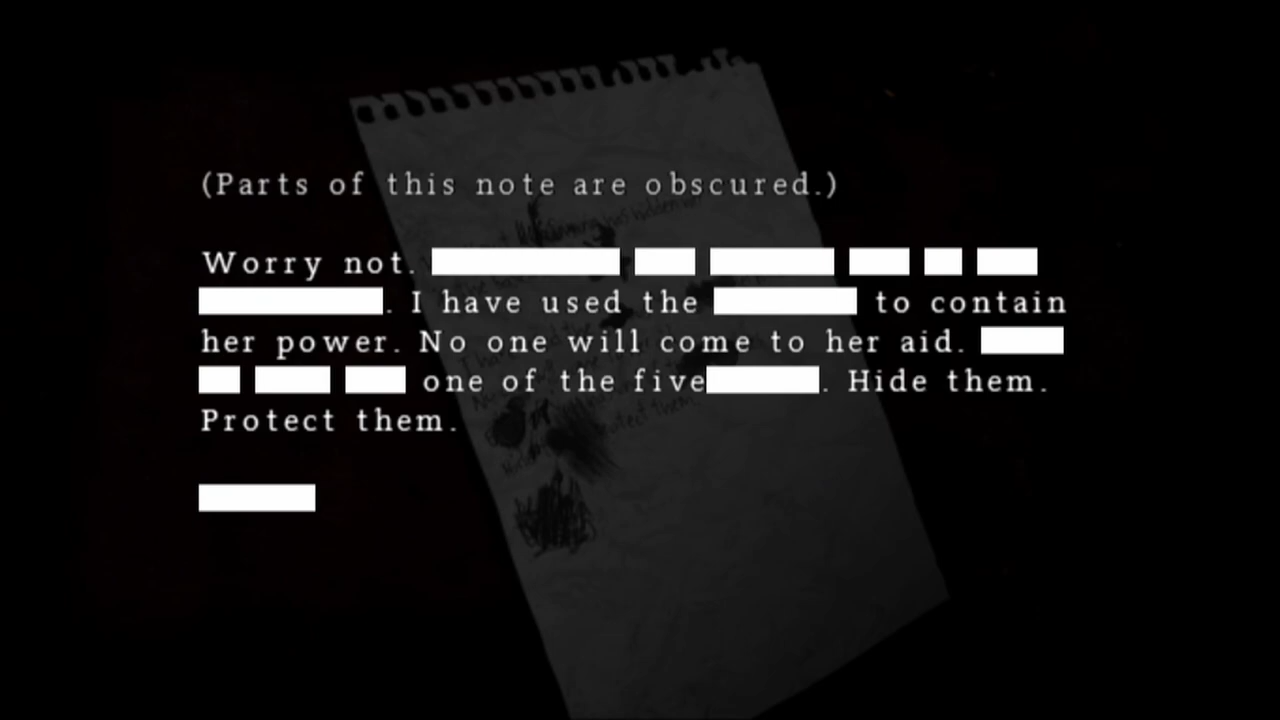 (Parts of this note are obscured.)
Worry not.
. I have used the to contain
her power. No one will come to her aid.
one of the five . Hide them.
Protect them.